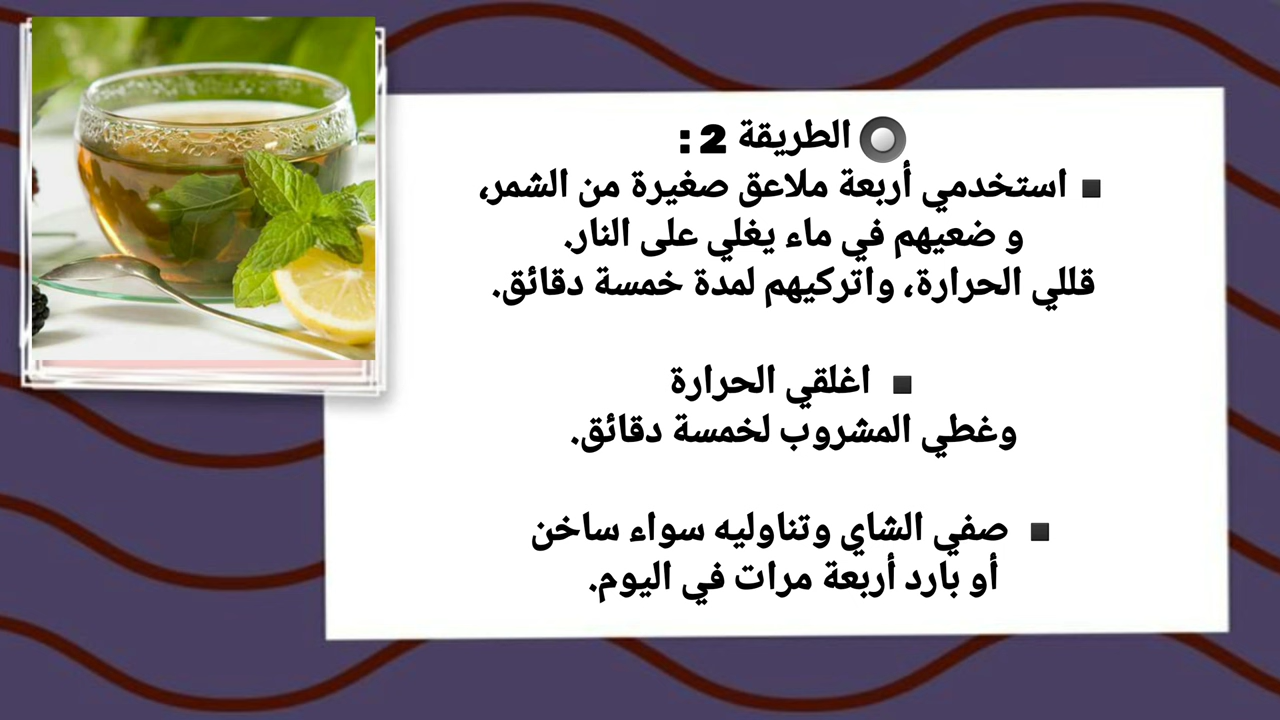 🔘 الطريقة 2 :
▪ استخدمي أربعة ملاعق صغيرة من الشمر،
و ضعيهم في ماء يغلي على النار.
قللي الحرارة، واتركيهم لمدة خمسة دقائق.
▪ اغلقي الحرارة
وغطي المشروب لخمسة دقائق.
▪ صفي الشاي وتناوليه سواء ساخن
أو بارد أربعة مرات في اليوم.